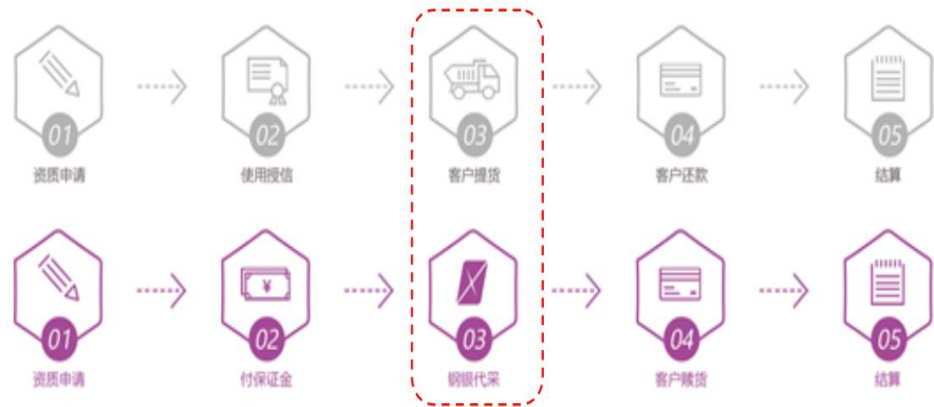 01 02 03 04 05
资质申请 使用授信 客户提货 客户还款 结算
¥
01 02 03 04 05
资质申请 付保证金 钢银代采 客户赎货 结算